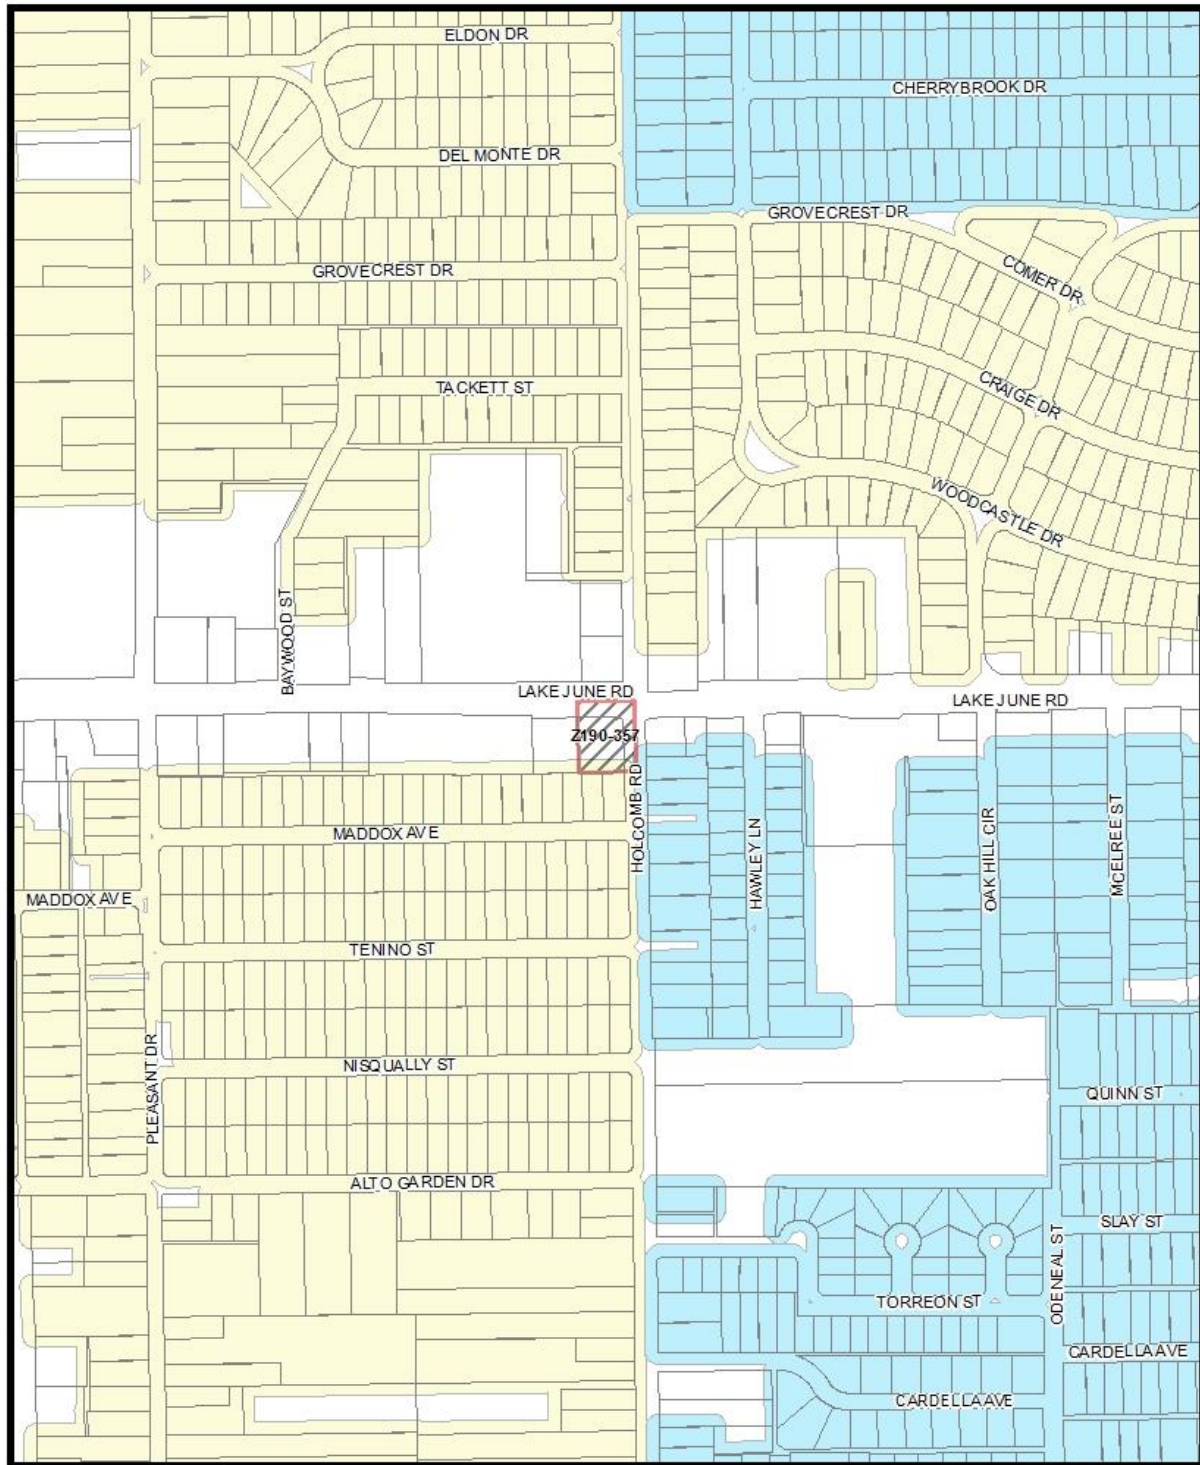 ELDON DR
CHERRYBROOK DR
DEL MONTE DR
GROVECREST DR
GROVECREST DR
COMER DR
TACKETT ST
CRAIGE DR
WOODCASTLE DR
BAYWOOD ST
LAKE JUNE RD
LAKE JUNE RD
Z190-357
HOLCOMB RD
MADDOX AVE
HAWLEY LN
OAK HILL CIR
MCELREE ST
MADDOX AVE
TENINO ST
PLEASANT DR
NISQUALLY ST
QUINN ST
ALTO GARDEN DR
SLAY ST
ODENEAL ST
TORREON ST
CARDELLA AVE
CARDELLA AVE